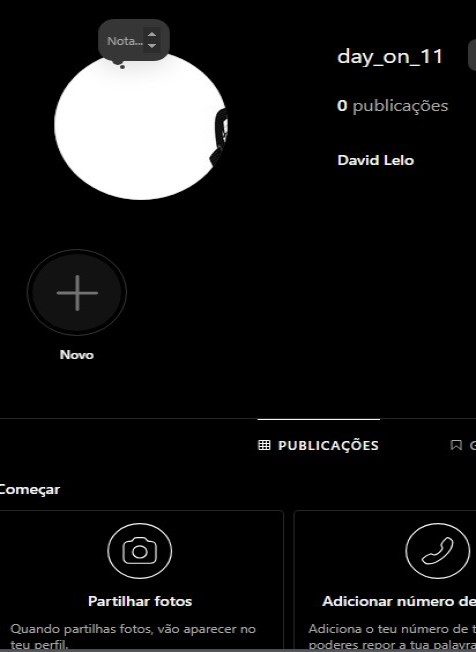 Nota...
day_on_11
0 publicações
David Lelo
Novo
PUBLICAÇÕES
Começar
Partilhar fotos
Adicionar número de
Quando partilhas fotos, vão aparecer no
teu perfil.
Adiciona o teu número de t
poderes repor a tua palavra